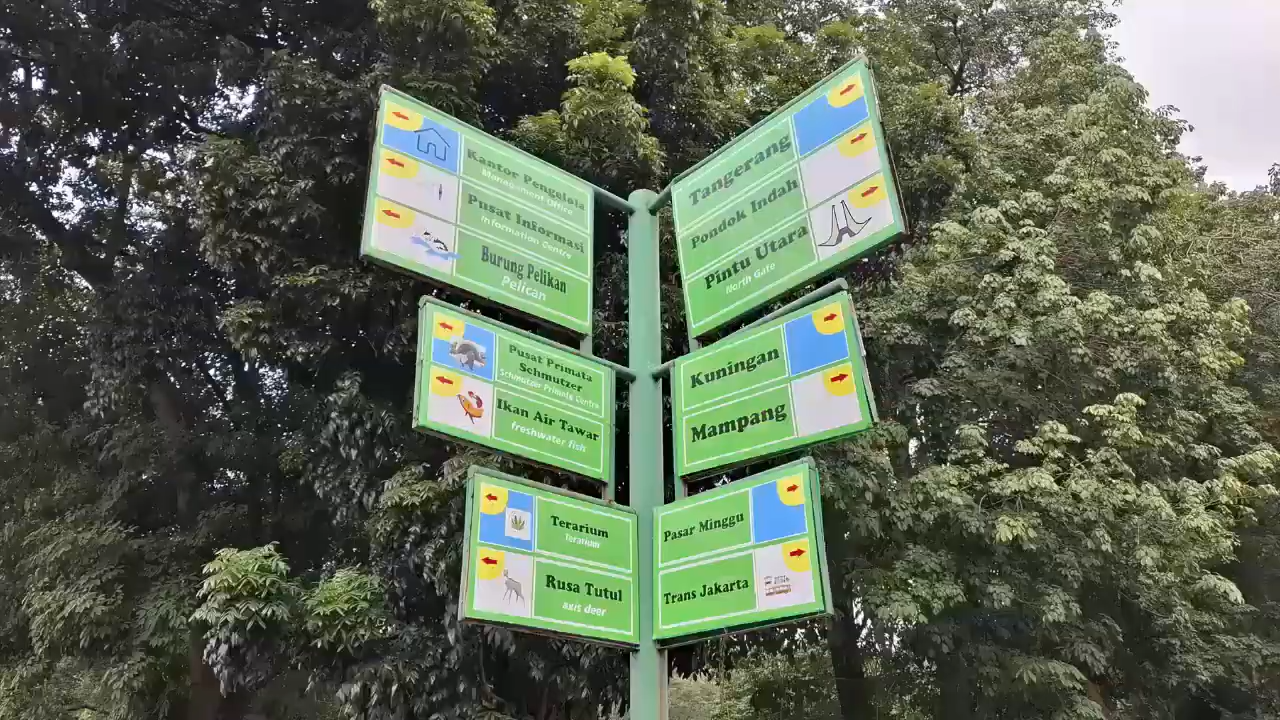 Kantor Pengelola
Management Office
Pusat Informasi
Information Centre
Burung Pelikan
Pelican
Pusat Primata
Schmutzer
Schmutzer Primate Centre
Ikan Air Tawar
freshwater fish
Terarium
Terarium
Rusa Tutul
axis deer
Tangerang
Pondok Indah
Pintu Utara
North Gate
Kuningan
Mampang
Pasar Minggu
Trans Jakarta